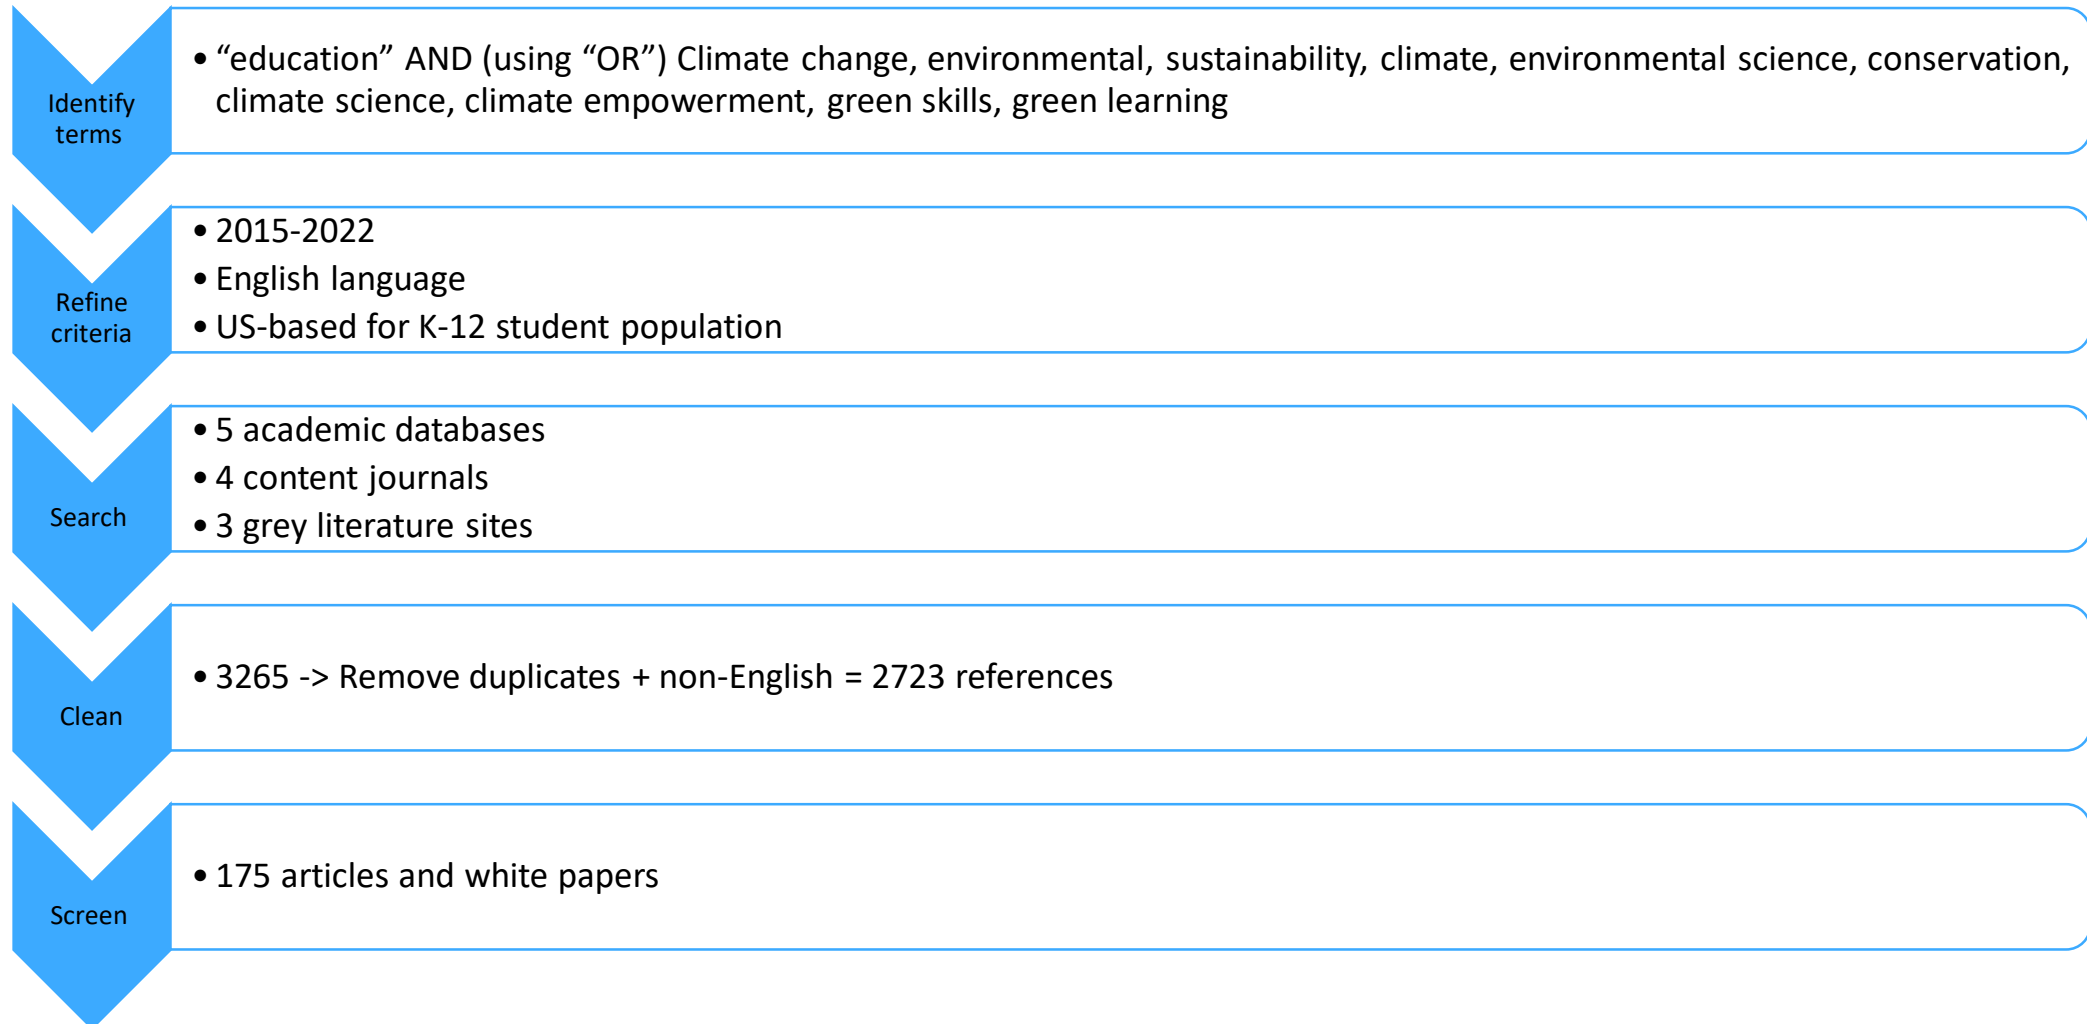 Identify
terms
• “education” AND (using “OR”) Climate change, environmental, sustainability, climate, environmental science, conservation,
climate science, climate empowerment, green skills, green learning
Refine
criteria
• 2015-2022
• English language
• US-based for K-12 student population
Search
• 5 academic databases
• 4 content journals
• 3 grey literature sites
Clean
• 3265 -> Remove duplicates + non-English = 2723 references
Screen
• 175 articles and white papers